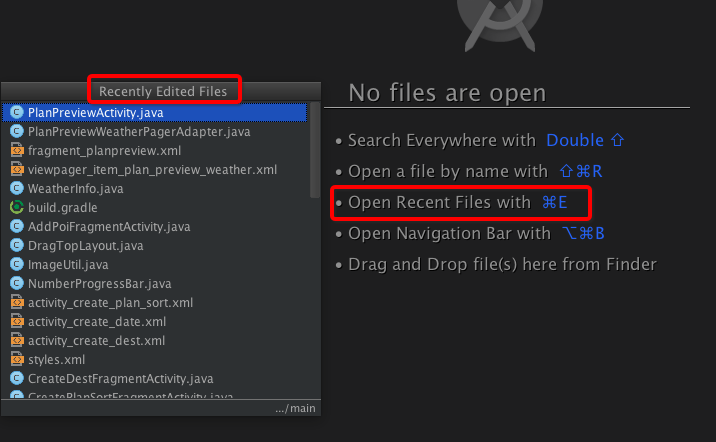 Recently Edited Files
PlanPreviewActivity.java
PlanPreviewWeatherPagerAdapter.java
fragment_planpreview.xml
viewpager_item_plan_preview_weather.xml
WeatherInfo.java
build.gradle
AddPoiFragmentActivity.java
DragTopLayout.java
ImageUtil.java
NumberProgressBar.java
activity_create_plan_sort.xml
activity_create_date.xml
activity_create_dest.xml
styles.xml
CreateDestFragmentActivity.java
CreatePlanSortFragmentActivity.java
.../main
No files are open
• Search Everywhere with Double ⇧
• Open a file by name with ⇧⌘R
• Open Recent Files with ⌘E
• Open Navigation Bar with ⌥⌘B
• Drag and Drop file(s) here from Finder